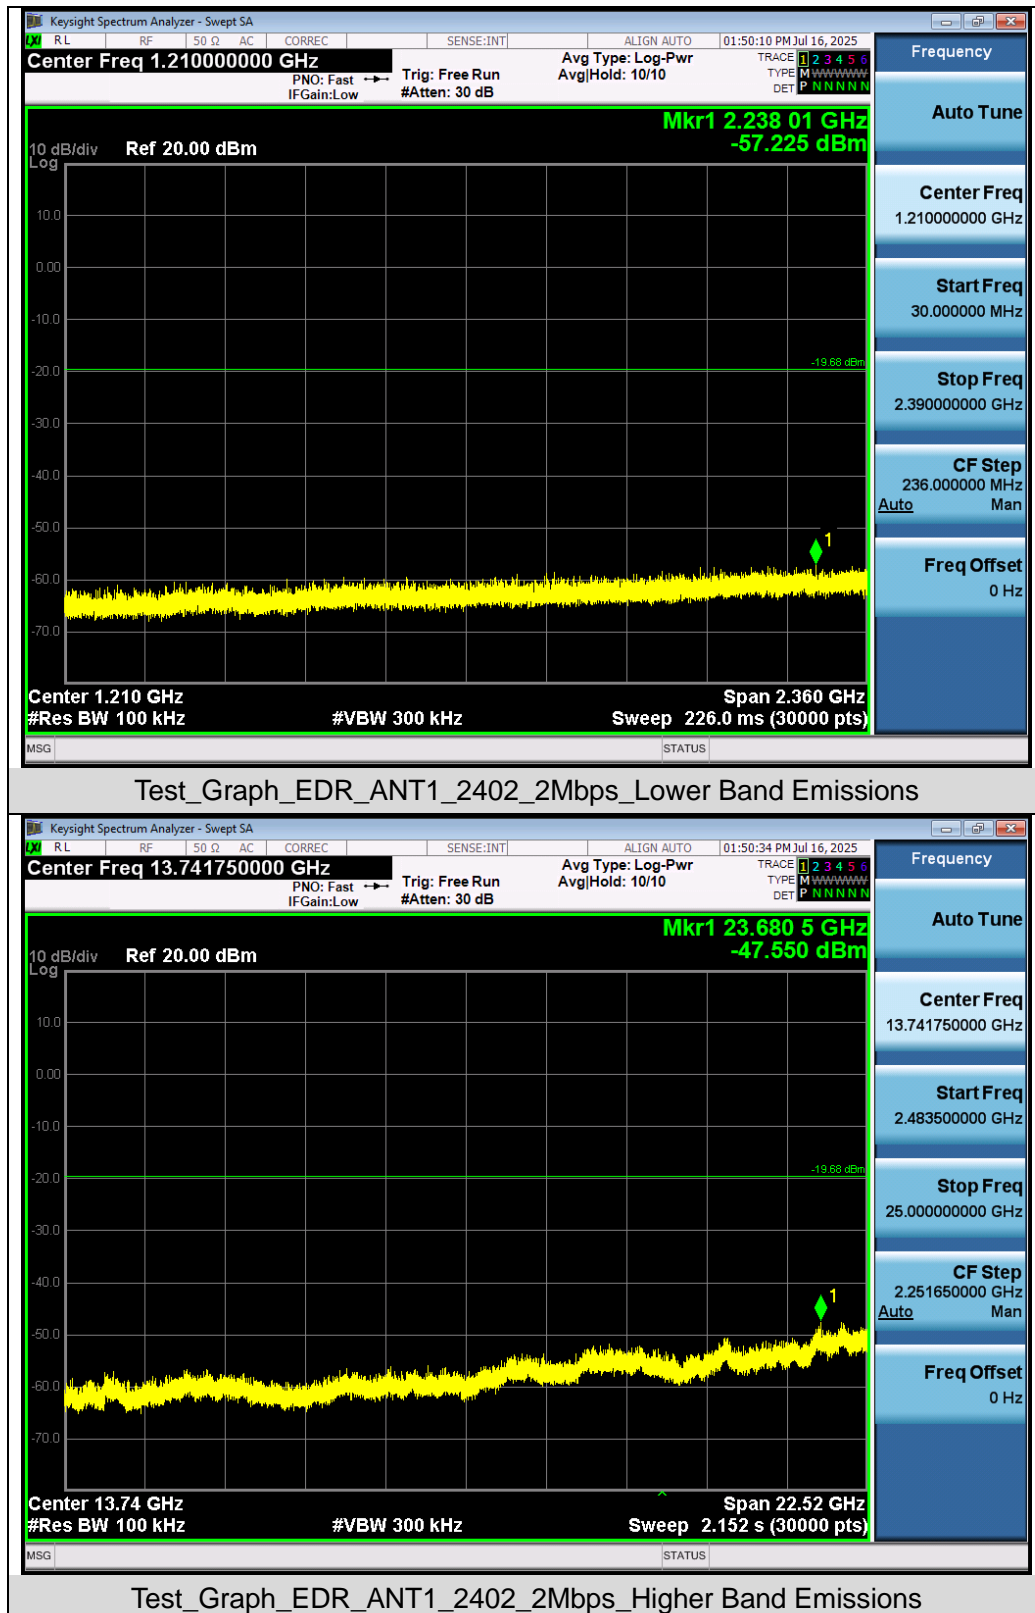 Keysight Spectrum Analyzer - Swept SA
LXI RL RF 50 Ω AC CORREC SENSE:INT ALIGN AUTO 01:50:10 PM Jul 16, 2025
Center Freq 1.210000000 GHz
PNO: Fast
IFGain:Low
Trig: Free Run
#Atten: 30 dB
Avg Type: Log-Pwr
Avg|Hold: 10/10
TRACE 1 2 3 4 5 6
TYPE M WWWWW
DET P N N N N N
Mkr1 2.238 01 GHz
-57.225 dBm
10 dB/div Ref 20.00 dBm
Log
10.0
0.00
-10.0
-19.68 dBm
-20.0
-30.0
-40.0
-50.0
1
-60.0
-70.0
Center 1.210 GHz Span 2.360 GHz
#Res BW 100 kHz #VBW 300 kHz Sweep 226.0 ms (30000 pts)
MSG STATUS
Frequency
Auto Tune
Center Freq
1.210000000 GHz
Start Freq
30.000000 MHz
Stop Freq
2.390000000 GHz
CF Step
236.000000 MHz
Auto Man
Freq Offset
0 Hz
Test_Graph_EDR_ANT1_2402_2Mbps_Lower Band Emissions
Keysight Spectrum Analyzer - Swept SA
LXI RL RF 50 Ω AC CORREC SENSE:INT ALIGN AUTO 01:50:34 PM Jul 16, 2025
Center Freq 13.741750000 GHz
PNO: Fast
IFGain:Low
Trig: Free Run
#Atten: 30 dB
Avg Type: Log-Pwr
Avg|Hold: 10/10
TRACE 1 2 3 4 5 6
TYPE M WWWWW
DET P N N N N N
Mkr1 23.680 5 GHz
-47.550 dBm
10 dB/div Ref 20.00 dBm
Log
10.0
0.00
-10.0
-19.68 dBm
-20.0
-30.0
-40.0
1
-50.0
-60.0
-70.0
Center 13.74 GHz Span 22.52 GHz
#Res BW 100 kHz #VBW 300 kHz Sweep 2.152 s (30000 pts)
MSG STATUS
Frequency
Auto Tune
Center Freq
13.741750000 GHz
Start Freq
2.483500000 GHz
Stop Freq
25.000000000 GHz
CF Step
2.251650000 GHz
Auto Man
Freq Offset
0 Hz
Test_Graph_EDR_ANT1_2402_2Mbps_Higher Band Emissions